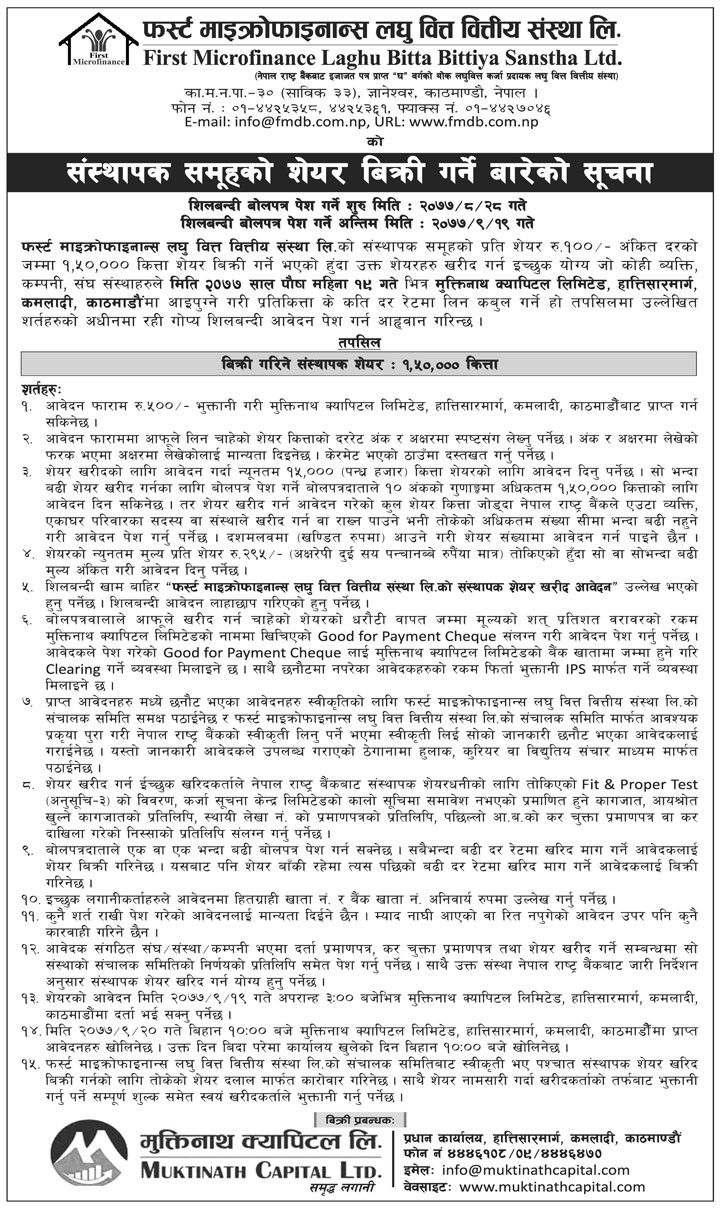 फर्स्ट माइक्रोफाइनान्स लघु वित्त वित्तीय संस्था लि.
First Microfinance
First Microfinance Laghu Bitta Bittiya Sanstha Ltd.
(नेपाल राष्ट्र बैंकबाट इजाजत पत्र प्राप्त "घ" वर्गको थोक लघुवित्त कर्जा प्रदायक लघु वित्त वित्तीय संस्था)
का.म.न.पा.-३० (साविक ३३), ज्ञानेश्वर, काठमाण्डौ, नेपाल ।
फोन नं. : ०१-४४२५३५८, ४४२५३६१, फ्याक्स नं. ०१-४४२७०४६
E-mail: info@fmdb.com.np, URL: www.fmdb.com.np
को
संस्थापक समूहको शेयर बिक्री गर्ने बारेको सूचना
शिलबन्दी बोलपत्र पेश गर्ने शुरु मिति : २०७७/८/२८ गते
शिलबन्दी बोलपत्र पेश गर्ने अन्तिम मिति : २०७७/९/१९ गते
फर्स्ट माइक्रोफाइनान्स लघु वित्त वित्तीय संस्था लि.को संस्थापक समूहको प्रति शेयर रु.१००/- अंकित दरको
जम्मा १,५०,००० कित्ता शेयर बिक्री गर्ने भएको हुंदा उक्त शेयरहरु खरीद गर्न इच्छुक योग्य जो कोही व्यक्ति,
कम्पनी, संघ संस्थाहरुले मिति २०७७ साल पौष महिना १९ गते भित्र मुक्तिनाथ क्यापिटल लिमिटेड, हात्तिसारमार्ग,
कमलादी, काठमाडौंमा आइपुग्ने गरी प्रतिकित्ता के कति दर रेटमा लिन कबुल गर्ने हो तपसिलमा उल्लेखित
शर्तहरुको अधीनमा रही गोप्य शिलबन्दी आवेदन पेश गर्न आह्वान गरिन्छ ।
तपसिल
बिक्री गरिने संस्थापक शेयर : १,५०,००० कित्ता
शर्तहरु:
१. आवेदन फाराम रु.५००/- भुक्तानी गरी मुक्तिनाथ क्यापिटल लिमिटेड, हात्तिसारमार्ग, कमलादी, काठमाडौंबाट प्राप्त गर्न
सकिनेछ ।
२. आवेदन फाराममा आफूले लिन चाहेको शेयर कित्ताको दररेट अंक र अक्षरमा स्पष्टसंग लेख्नु पर्नेछ । अंक र अक्षरमा लेखेको
फरक भएमा अक्षरमा लेखेकोलाई मान्यता दिइनेछ । केरमेट भएको ठाउँमा दस्तखत गर्नु पर्नेछ ।
३. शेयर खरीदको लागि आवेदन गर्दा न्यूनतम १५,००० (पन्ध्र हजार) कित्ता शेयरको लागि आवेदन दिनु पर्नेछ । सो भन्दा
बढी शेयर खरीद गर्नका लागि बोलपत्र पेश गर्ने बोलपत्रदाताले १० अंकको गुणाङ्कमा अधिकतम १,५०,००० कित्ताको लागि
आवेदन दिन सकिनेछ । तर शेयर खरीद गर्न आवेदन गरेको कुल शेयर कित्ता जोड्दा नेपाल राष्ट्र बैंकले एउटा व्यक्ति,
एकाघर परिवारका सदस्य वा संस्थाले खरीद गर्न वा राख्न पाउने भनी तोकेको अधिकतम संख्या सीमा भन्दा बढी नहुने
गरी आवेदन पेश गर्नु पर्नेछ । दशमलवमा (खण्डित रुपमा) आउने गरी शेयर संख्यामा आवेदन गर्न पाइने छैन ।
४. शेयरको न्युनतम मुल्य प्रति शेयर रु.२९५/- (अक्षरेपी दुई सय पन्चानब्बे रुपैंया मात्र) तोकिएको हुँदा सो वा सोभन्दा बढी
मुल्य अंकित गरी आवेदन दिनु पर्नेछ ।
५. शिलबन्दी खाम बाहिर "फर्स्ट माइक्रोफाइनान्स लघु वित्त वित्तीय संस्था लि.को संस्थापक शेयर खरीद आवेदन" उल्लेख भएको
हुनु पर्नेछ । शिलबन्दी आवेदन लाहाछाप गरिएको हुनु पर्नेछ ।
६. बोलपत्रवालाले आफूले खरीद गर्न चाहेको शेयरको धरौटी वापत जम्मा मूल्यको शत् प्रतिशत वरावरको रकम
मुक्तिनाथ क्यापिटल लिमिटेडको नाममा खिचिएको Good for Payment Cheque संलग्न गरी आवेदन पेश गर्नु पर्नेछ ।
आवेदकले पेश गरेको Good for Payment Cheque लाई मुक्तिनाथ क्यापिटल लिमिटेडको बैंक खातामा जम्मा हुने गरि
Clearing गर्ने व्यवस्था मिलाइने छ । साथै छनौटमा नपरेका आवेदकहरुको रकम फिर्ता भुक्तानी IPS मार्फत गर्ने व्यवस्था
मिलाइने छ ।
७. प्राप्त आवेदनहरु मध्ये छनौट भएका आवेदनहरु स्वीकृतिको लागि फर्स्ट माइक्रोफाइनान्स लघु वित्त वित्तीय संस्था लि.को
संचालक समिति समक्ष पठाईनेछ र फर्स्ट माइक्रोफाइनान्स लघु वित्त वित्तीय संस्था लि.को संचालक समिति मार्फत आवश्यक
प्रकृया पुरा गरी नेपाल राष्ट्र बैंकको स्वीकृती लिनु पर्ने भएमा स्वीकृती लिई सोको जानकारी छनौट भएका आवेदकलाई
गराईनेछ । यस्तो जानकारी आवेदकले उपलब्ध गराएको ठेगानामा हुलाक, कुरियर वा विद्युतिय संचार माध्यम मार्फत
पठाईनेछ ।
८. शेयर खरीद गर्न ईच्छुक खरिदकर्ताले नेपाल राष्ट्र बैंकबाट संस्थापक शेयरधनीको लागि तोकिएको Fit & Proper Test
(अनुसूचि-३) को विवरण, कर्जा सूचना केन्द्र लिमिटेडको कालो सूचिमा समावेश नभएको प्रमाणित हुने कागजात, आयश्रोत
खुल्ने कागजातको प्रतिलिपि, स्थायी लेखा नं. को प्रमाणपत्रको प्रतिलिपि, पछिल्लो आ.ब.को कर चुक्ता प्रमाणपत्र वा कर
दाखिला गरेको निस्साको प्रतिलिपि संलग्न गर्नु पर्नेछ ।
९. बोलपत्रदाताले एक वा एक भन्दा बढी बोलपत्र पेश गर्न सक्नेछ । सबैभन्दा बढी दर रेटमा खरिद माग गर्ने आवेदकलाई
शेयर बिक्री गरिनेछ । यसबाट पनि शेयर बाँकी रहेमा त्यस पछिको बढी दर रेटमा खरिद माग गर्ने आवेदकलाई बिक्री
गरिनेछ ।
१०. इच्छुक लगानीकर्ताहरुले आवेदनमा हितग्राही खाता नं. र बैंक खाता नं. अनिवार्य रुपमा उल्लेख गर्नु पर्नेछ ।
११. कुनै शर्त राखी पेश गरेको आवेदनलाई मान्यता दिईने छैन । म्याद नाघी आएको वा रित नपुगेको आवेदन उपर पनि कुनै
कारवाही गरिने छैन ।
१२. आवेदक संगठित संघ/संस्था/कम्पनी भएमा दर्ता प्रमाणपत्र, कर चुक्ता प्रमाणपत्र तथा शेयर खरीद गर्ने सम्बन्धमा सो
संस्थाको संचालक समितिको निर्णयको प्रतिलिपि समेत पेश गर्नु पर्नेछ । साथै उक्त संस्था नेपाल राष्ट्र बैंकबाट जारी निर्देशन
अनुसार संस्थापक शेयर खरिद गर्न योग्य हुनु पर्नेछ ।
१३. शेयरको आवेदन मिति २०७७/९/१९ गते अपरान्ह ३:०० बजेभित्र मुक्तिनाथ क्यापिटल लिमिटेड, हात्तिसारमार्ग, कमलादी,
काठमाडौंमा दर्ता भई सक्नु पर्नेछ ।
१४. मिति २०७७/९/२० गते बिहान १०:०० बजे मुक्तिनाथ क्यापिटल लिमिटेड, हात्तिसारमार्ग, कमलादी, काठमाडौंमा प्राप्त
आवेदनहरु खोलिनेछ । उक्त दिन बिदा परेमा कार्यालय खुलेको दिन बिहान १०:०० बजे खोलिनेछ ।
१५. फर्स्ट माइक्रोफाइनान्स लघु वित्त वित्तीय संस्था लि.को संचालक समितिबाट स्वीकृती भए पश्चात संस्थापक शेयर खरिद
बिक्री गर्नको लागि तोकेको शेयर दलाल मार्फत कारोवार गरिनेछ । साथै शेयर नामसारी गर्दा खरीदकर्ताको तर्फबाट भुक्तानी
गर्नु पर्ने सम्पूर्ण शुल्क समेत स्वयं खरीदकर्ताले भुक्तानी गर्नु पर्नेछ ।
बिक्री प्रबन्धक:
मुक्तिनाथ क्यापिटल लि.
MUKTINATH CAPITAL LTD.
समृद्ध लगानी
प्रधान कार्यालय, हात्तिसारमार्ग, कमलादी, काठमाण्डौं
फोन नं ४४४६१०८/०९/४४४६४७०
इमेलः info@muktinathcapital.com
वेवसाइटः www.muktinathcapital.com